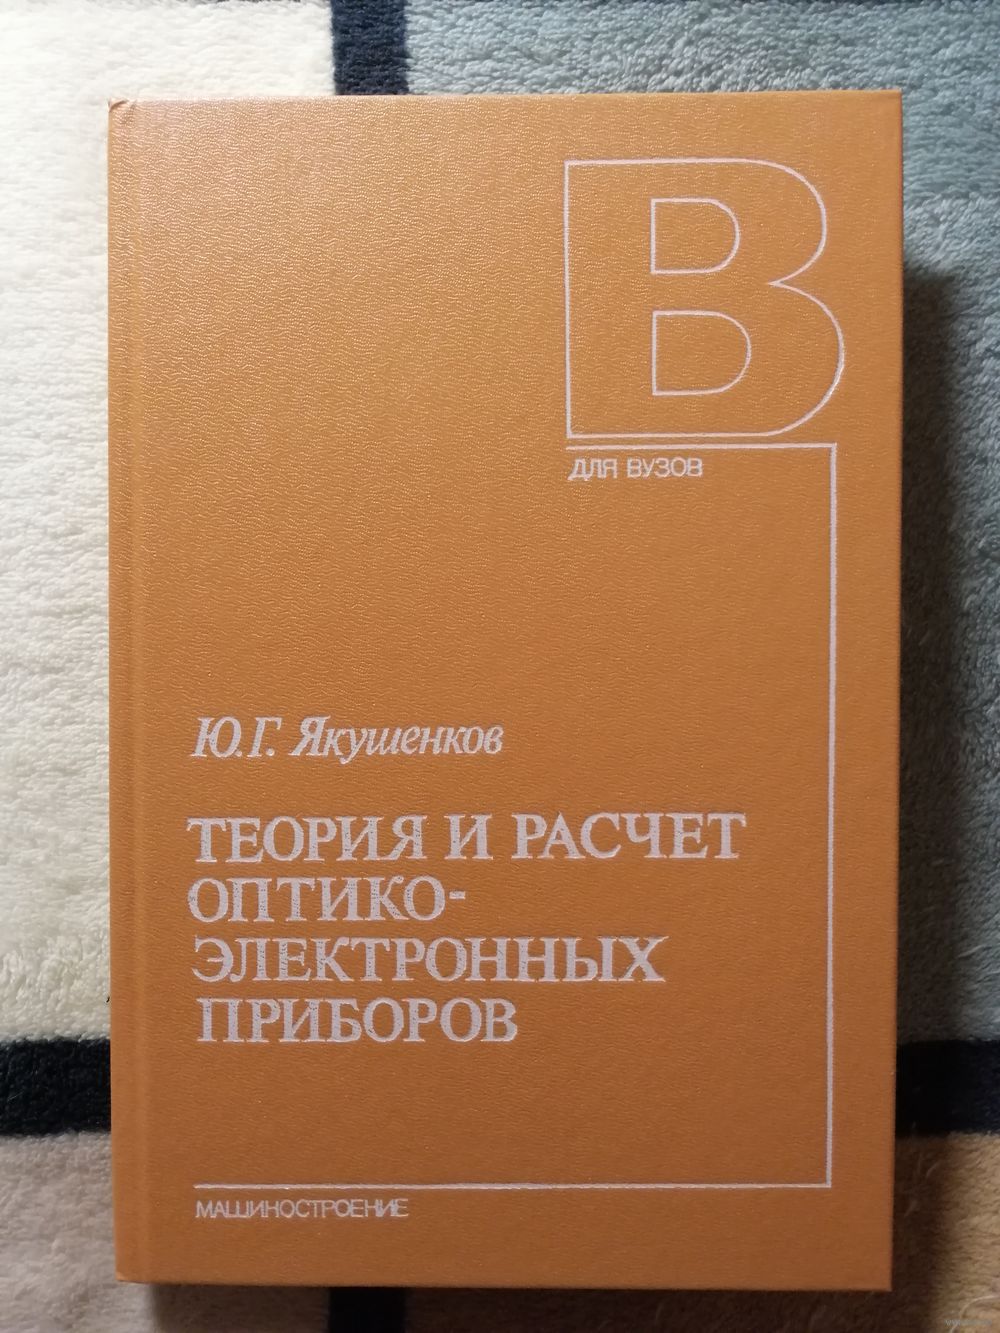 В
ДЛЯ ВУЗОВ
Ю.Г. Якушенков
ТЕОРИЯ И РАСЧЕТ
ОПТИКО-
ЭЛЕКТРОННЫХ
ПРИБОРОВ
МАШИНОСТРОЕНИЕ